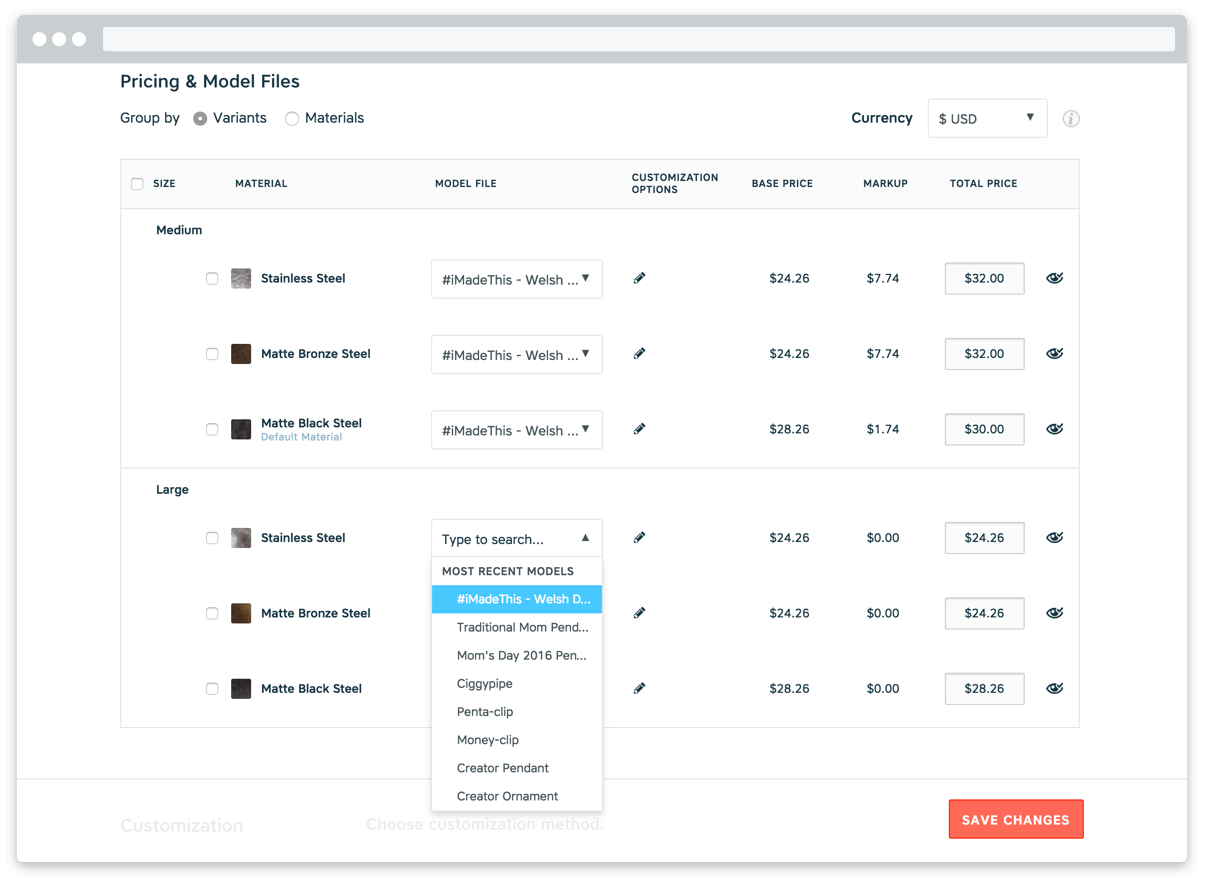 Pricing & Model Files
Group by Variants Materials Currency $ USD i
SIZE MATERIAL MODEL FILE CUSTOMIZATION OPTIONS BASE PRICE MARKUP TOTAL PRICE
Medium
Stainless Steel #iMadeThis - Welsh ... $24.26 $7.74 $32.00
Matte Bronze Steel #iMadeThis - Welsh ... $24.26 $7.74 $32.00
Matte Black Steel #iMadeThis - Welsh ... $28.26 $1.74 $30.00
Default Material
Large
Stainless Steel Type to search... $24.26 $0.00 $24.26
MOST RECENT MODELS
#iMadeThis - Welsh D...
Matte Bronze Steel $24.26 $0.00 $24.26
Traditional Mom Pend...
Mom's Day 2016 Pen...
Ciggypipe
Matte Black Steel $28.26 $0.00 $28.26
Penta-clip
Money-clip
Creator Pendant
Creator Ornament
Customization Choose customization method: SAVE CHANGES